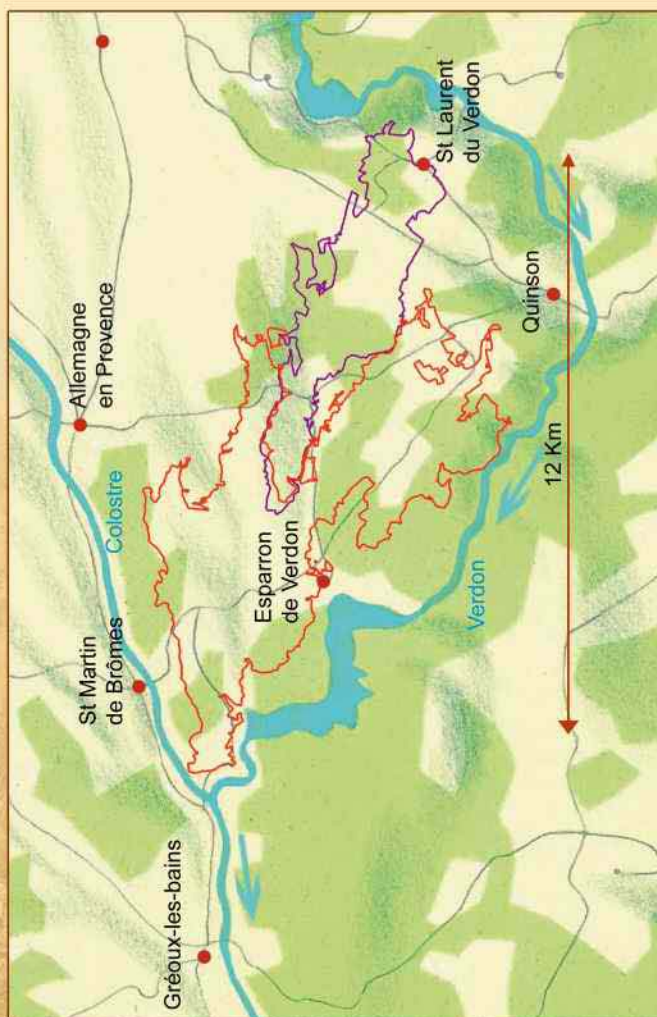 Allemagne
en Provence
Colostre
St Martin
de Brômes
Gréoux-les-bains
Esparron
de Verdon
St Laurent
du Verdon
Quinson
Verdon
12 Km